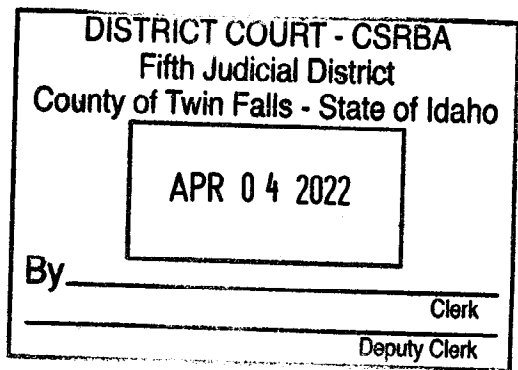 DISTRICT COURT - CSRBA
Fifth Judicial District
County of Twin Falls - State of Idaho
APR 04 2022
By
Clerk
Deputy Clerk